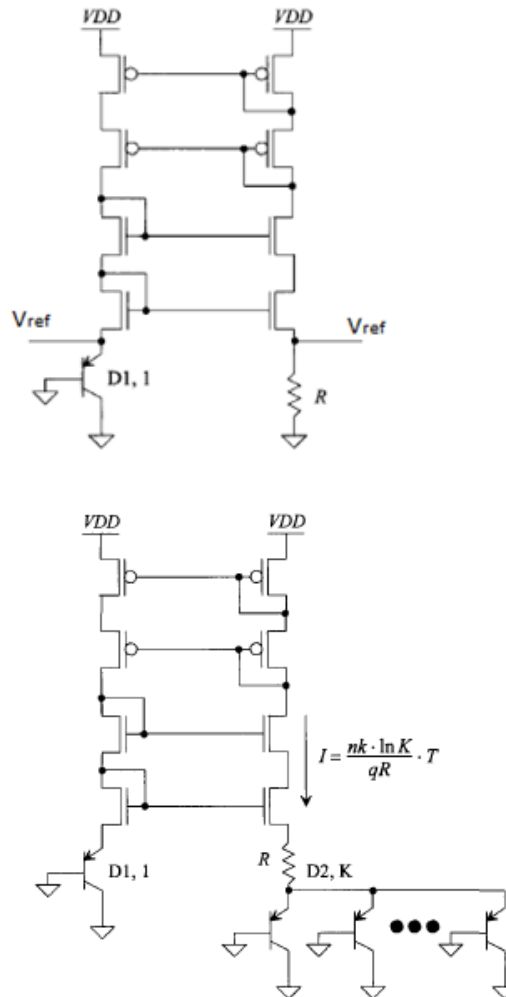 VDD VDD
Vref Vref
D1, 1
R
VDD VDD
I = nk · ln K / qR · T
D1, 1 R D2, K